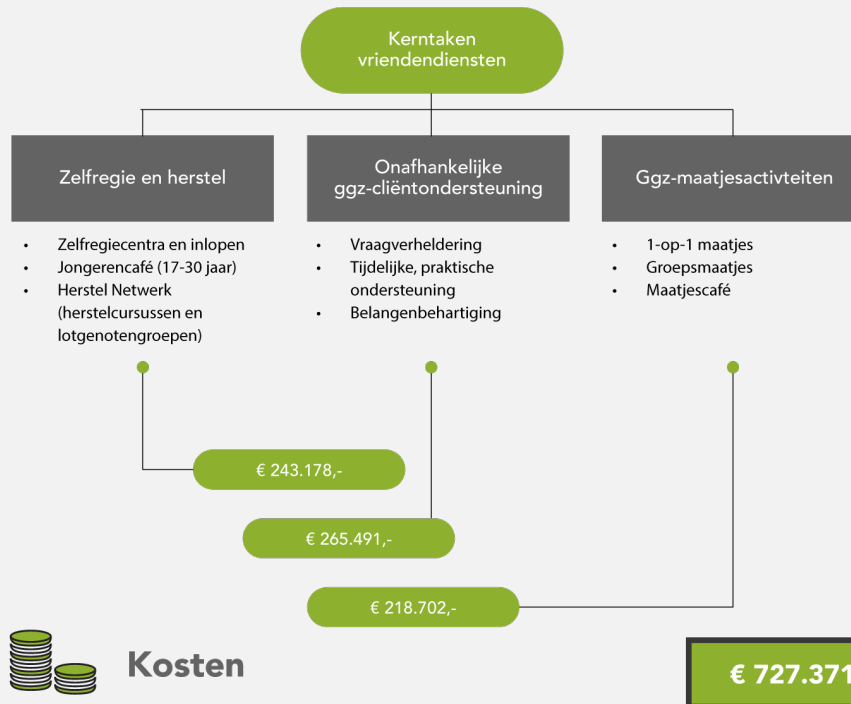 Kerntaken
vriendendiensten
Zelfregie en herstel
• Zelfregiecentra en inlopen
• Jongerencafé (17-30 jaar)
• Herstel Netwerk
(herstelcursussen en
lotgenotengroepen)
Onafhankelijke
ggz-cliëntondersteuning
• Vraagverheldering
• Tijdelijke, praktische
ondersteuning
• Belangenbehartiging
Ggz-maatjesactivteiten
• 1-op-1 maatjes
• Groepsmaatjes
• Maatjescafé
€ 243.178,-
€ 265.491,-
€ 218.702,-
Kosten
€ 727.371